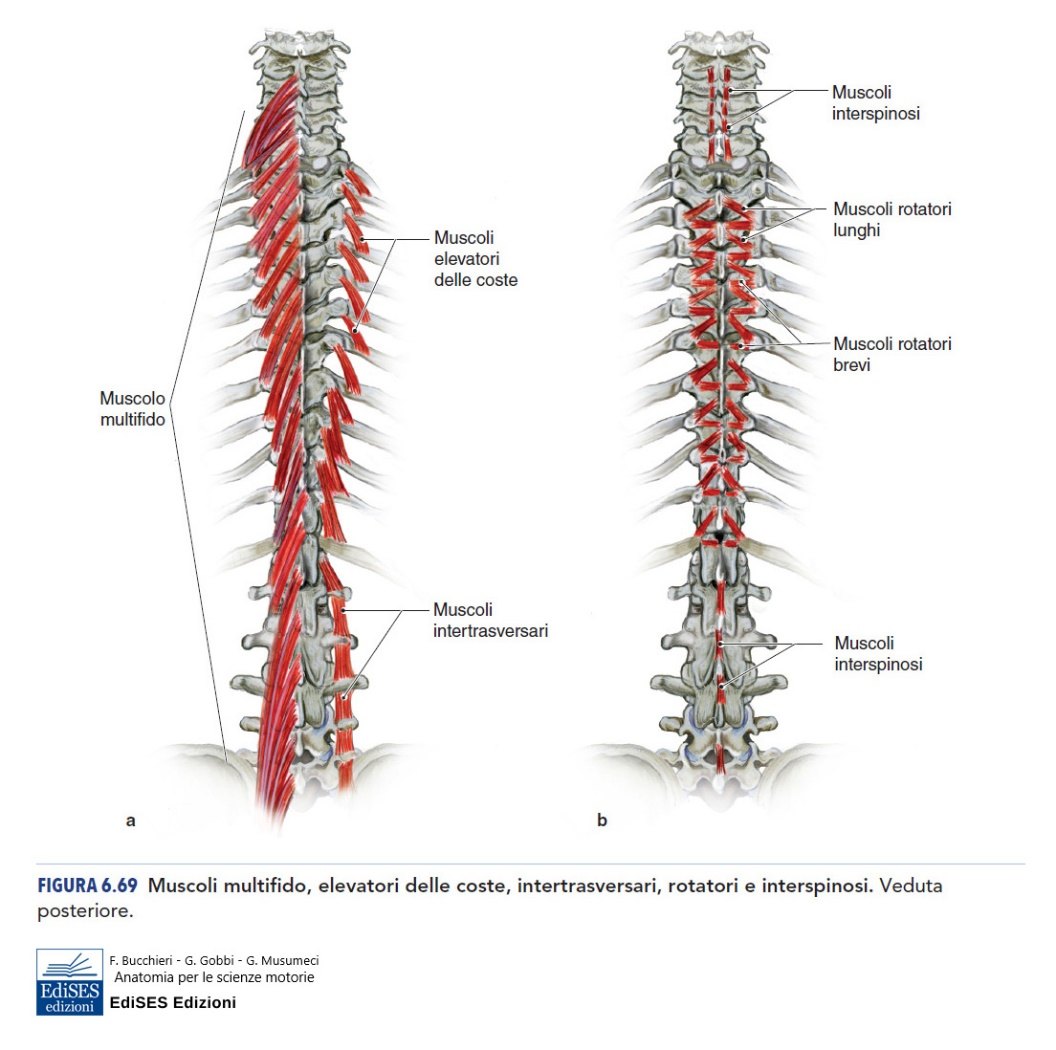 Muscoli
elevatori
delle coste
Muscolo
multifido
Muscoli
intertrasversari
a
Muscoli
interspinosi
Muscoli rotatori
lunghi
Muscoli rotatori
brevi
Muscoli
interspinosi
b
FIGURA 6.69 Muscoli multifido, elevatori delle coste, intertrasversari, rotatori e interspinosi. Veduta
posteriore.
EdiSES
edizioni
F. Bucchieri - G. Gobbi - G. Musumeci
Anatomia per le scienze motorie
EdiSES Edizioni